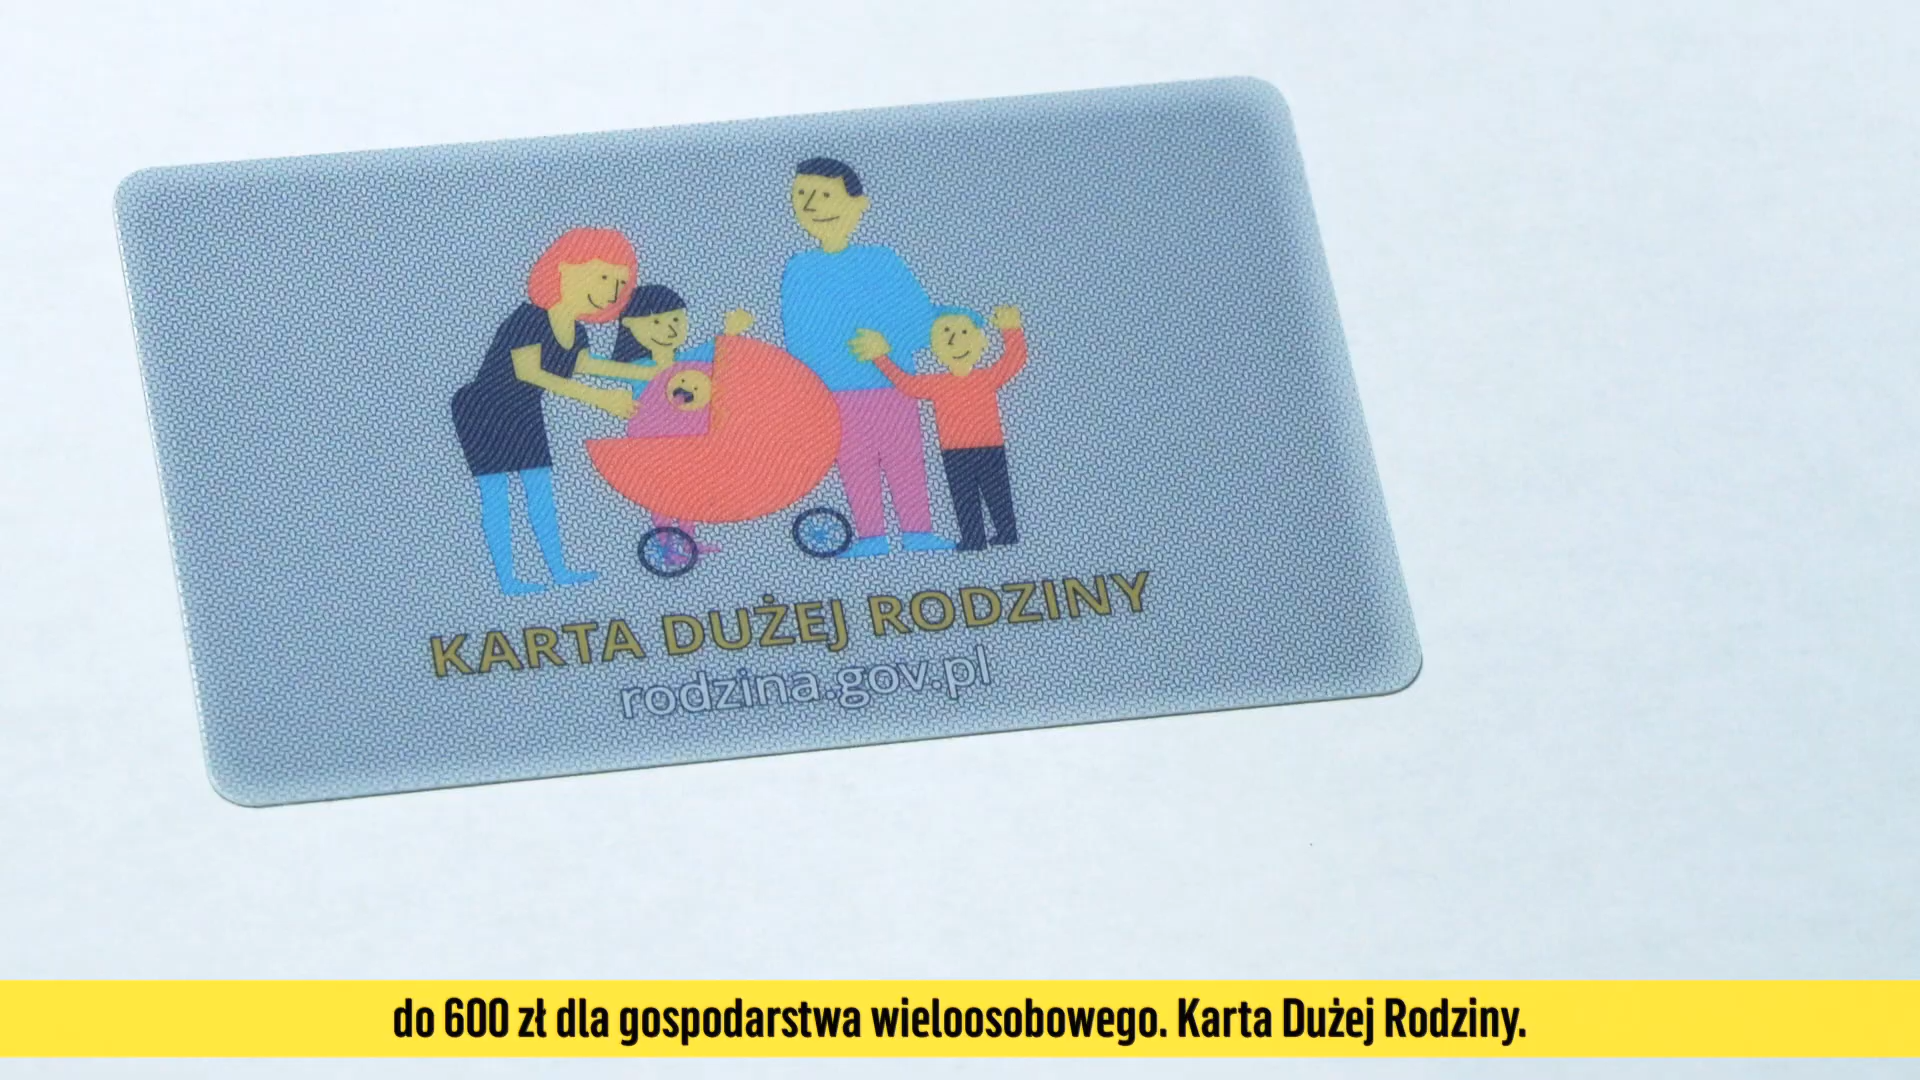 KARTA DUŻEJ RODZINY
rodzina.gov.pl
do 600 zł dla gospodarstwa wieloosobowego. Karta Dużej Rodziny.